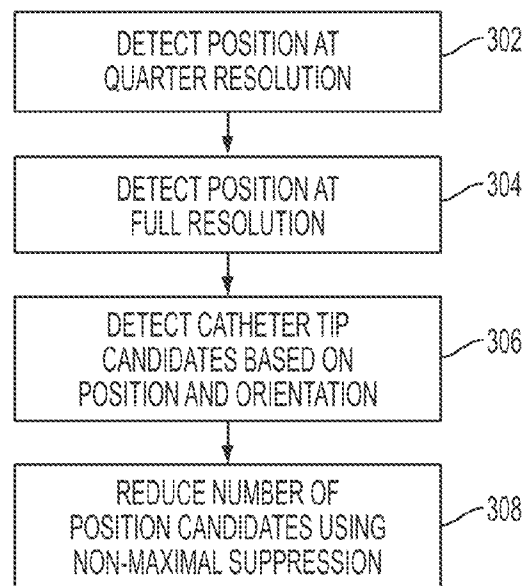 DETECT POSITION AT
QUARTER RESOLUTION
302
DETECT POSITION AT
FULL RESOLUTION
304
DETECT CATHETER TIP
CANDIDATES BASED ON
POSITION AND ORIENTATION
306
REDUCE NUMBER OF
POSITION CANDIDATES USING
NON-MAXIMAL SUPPRESSION
308